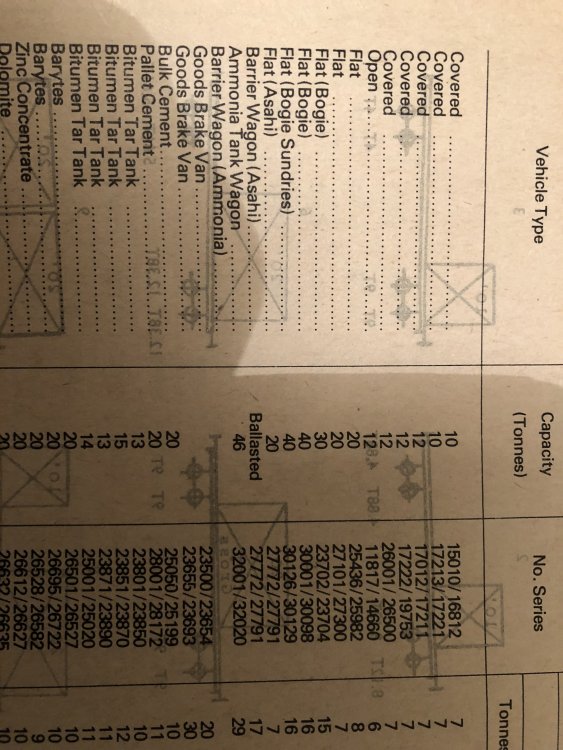 Vehicle Type Capacity (Tonnes) No. Series Tonnes
Covered 10 15010/16812 7
Covered 10 17213/17221 7
Covered 12 17012/17211 7
Covered 12 17222/19753 7
Covered 12 26001/26500 7
Open 12 11817/14660 6
Flat 20 25436/25982 8
Flat 20 27101/27300 7
Flat (Bogie) 30 23702/23704 15
Flat (Bogie) 40 30001/30098 16
Flat (Bogie Sundries) 40 30126/30129 16
Flat (Asahi) 20 27772/27791 7
Barrier Wagon (Asahi) Ballasted 27772/27791 17
Ammonia Tank Wagon 46 32001/32020 29
Barrier Wagon (Ammonia)
Goods Brake Van 23500/23654 20
Goods Brake Van 23655/23693 30
Bulk Cement 20 25050/25199 10
Pallet Cement 20 28001/28172 11
Bitumen Tar Tank 13 23801/23850 10
Bitumen Tar Tank 15 23851/23870 12
Bitumen Tar Tank 13 23871/23890 11
Bitumen Tar Tank 14 25001/25020 11
Barytes 20 26501/26527 10
Barytes 20 26695/26722 10
Zinc Concentrate 20 26528/26582 9
Dolomite 20 26612/26627 10
20 26632/26635 10